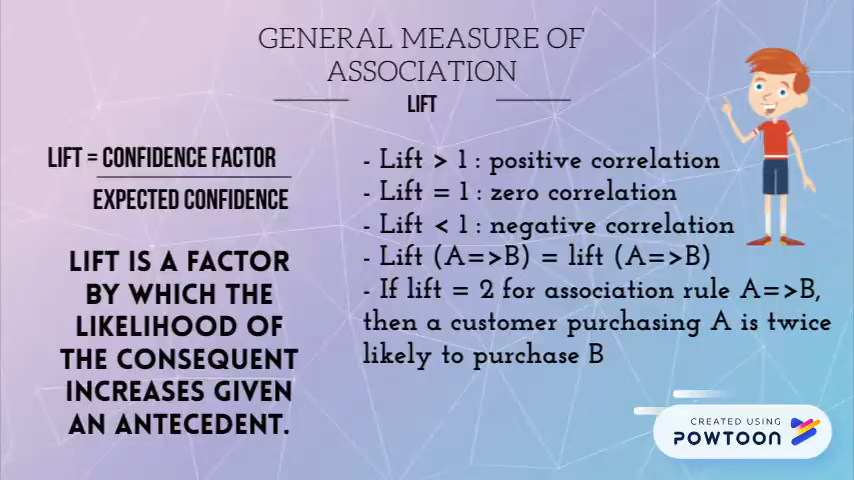 GENERAL MEASURE OF
ASSOCIATION
LIFT
LIFT = CONFIDENCE FACTOR
EXPECTED CONFIDENCE
LIFT IS A FACTOR
BY WHICH THE
LIKELIHOOD OF
THE CONSEQUENT
INCREASES GIVEN
AN ANTECEDENT.
- Lift > 1 : positive correlation
- Lift = 1 : zero correlation
- Lift < 1 : negative correlation
- Lift (A=>B) = lift (A=>B)
- If lift = 2 for association rule A=>B,
then a customer purchasing A is twice
likely to purchase B
CREATED USING
POWTOON